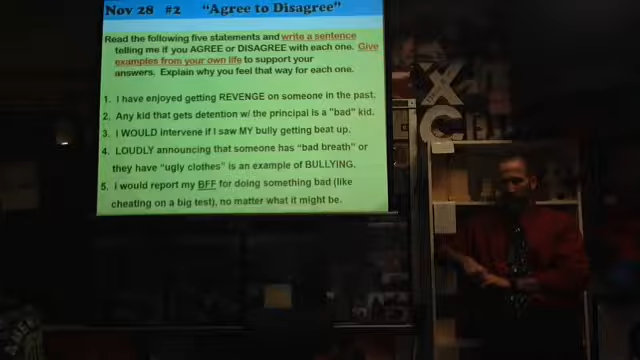 Nov 28 #2 "Agree to Disagree"
Read the following five statements and write a sentence
telling me if you AGREE or DISAGREE with each one. Give
examples from your own life to support your
answers. Explain why you feel that way for each one.
1. I have enjoyed getting REVENGE on someone in the past.
2. Any kid that gets detention w/ the principal is a "bad" kid.
3. I WOULD intervene if I saw MY bully getting beat up.
4. LOUDLY announcing that someone has "bad breath" or
they have "ugly clothes" is an example of BULLYING.
5. I would report my BFF for doing something bad (like
cheating on a big test), no matter what it might be.
X
C